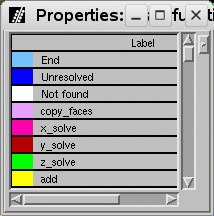 Properties:
Label
End
Unresolved
Not found
copy_faces
x_solve
y_solve
z_solve
add